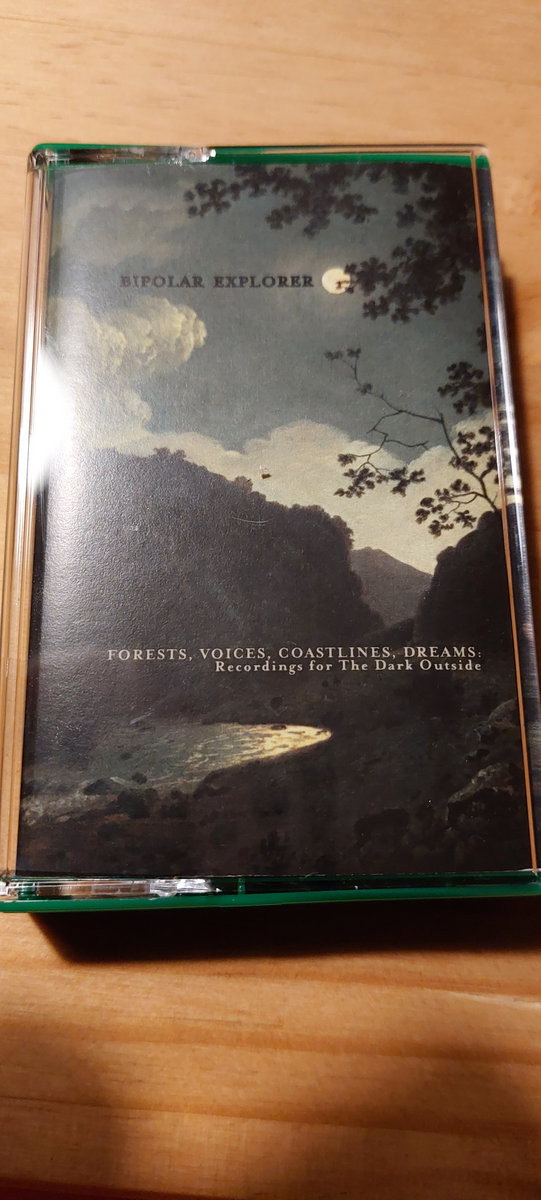 BIPOLAR EXPLORER
FORESTS, VOICES, COASTLINES, DREAMS:
Recordings for The Dark Outside